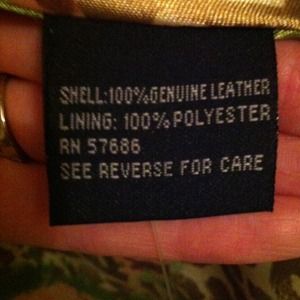 SHELL:100%GENUINE LEATHER
LINING: 100%POLYESTER
RN 57686
SEE REVERSE FOR CARE